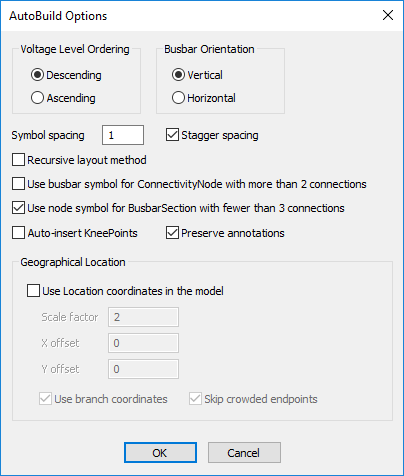 AutoBuild Options
Voltage Level Ordering
Busbar Orientation
Descending
Vertical
Ascending
Horizontal
Symbol spacing 1 Stagger spacing
Recursive layout method
Use busbar symbol for ConnectivityNode with more than 2 connections
Use node symbol for BusbarSection with fewer than 3 connections
Auto-insert KneePoints Preserve annotations
Geographical Location
Use Location coordinates in the model
Scale factor 2
X offset 0
Y offset 0
Use branch coordinates Skip crowded endpoints
OK Cancel